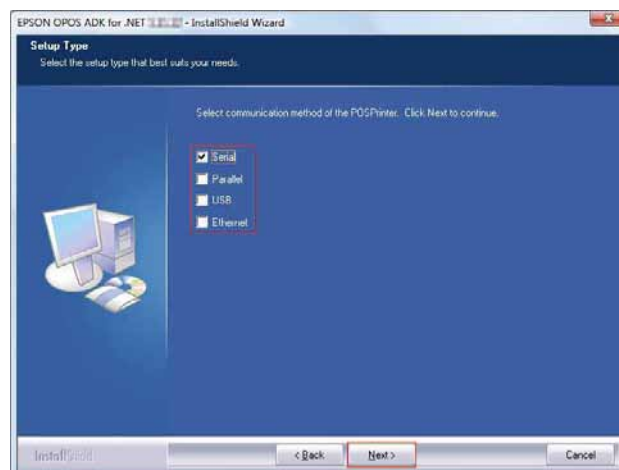 EPSON OPOS ADK for .NET - InstallShield Wizard
Setup Type
Select the setup type that best suits your needs.
Select communication method of the POSPrinter. Click Next to continue.
Serial
Parallel
USB
Ethernet
InstallShield
< Back
Next >
Cancel